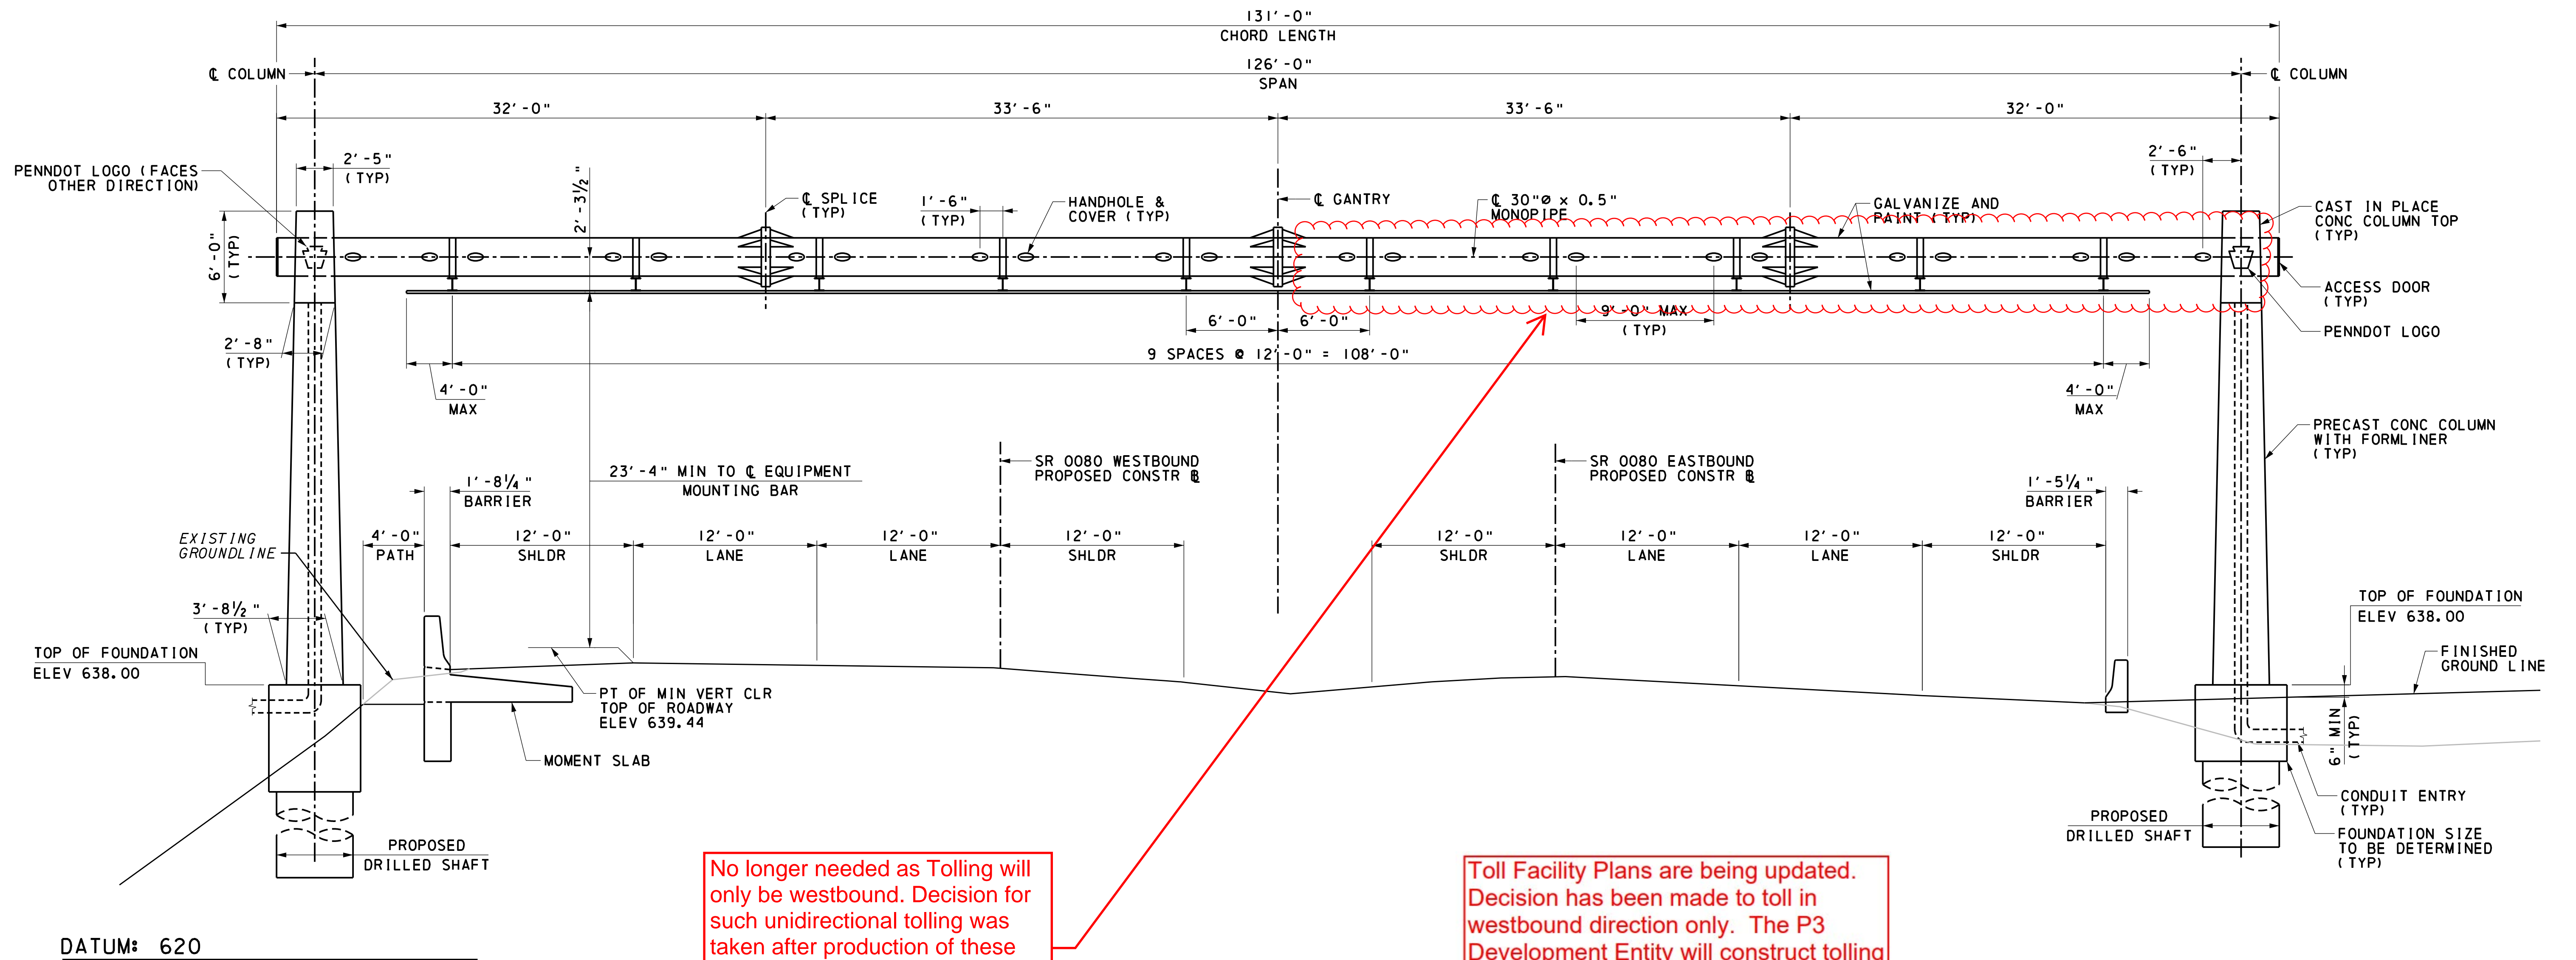 131'-0"
CHORD LENGTH
℄ COLUMN
126'-0"
SPAN
℄ COLUMN
32'-0"
33'-6"
33'-6"
32'-0"
PENNDOT LOGO (FACES
OTHER DIRECTION)
2'-5"
(TYP)
2'-3½"
℄ SPLICE
(TYP)
1'-6"
(TYP)
HANDHOLE &
COVER (TYP)
℄ GANTRY
℄ 30"Ø x 0.5"
MONOPIPE
GALVANIZE AND
PAINT (TYP)
2'-6"
(TYP)
CAST IN PLACE
CONC COLUMN TOP
(TYP)
6'-0"
(TYP)
ACCESS DOOR
(TYP)
PENNDOT LOGO
6'-0"
6'-0"
9'-0" MAX
(TYP)
2'-8"
(TYP)
9 SPACES @ 12'-0" = 108'-0"
4'-0"
MAX
4'-0"
MAX
PRECAST CONC COLUMN
WITH FORMLINER
(TYP)
23'-4" MIN TO ℄ EQUIPMENT
MOUNTING BAR
SR 0080 WESTBOUND
PROPOSED CONSTR ℄
SR 0080 EASTBOUND
PROPOSED CONSTR ℄
1'-8¼"
BARRIER
1'-5¼"
BARRIER
EXISTING
GROUNDLINE
4'-0"
PATH
12'-0"
SHLDR
12'-0"
LANE
12'-0"
LANE
12'-0"
SHLDR
12'-0"
SHLDR
12'-0"
LANE
12'-0"
LANE
12'-0"
SHLDR
3'-8½"
(TYP)
TOP OF FOUNDATION
ELEV 638.00
TOP OF FOUNDATION
ELEV 638.00
FINISHED
GROUND LINE
PT OF MIN VERT CLR
TOP OF ROADWAY
ELEV 639.44
MOMENT SLAB
6" MIN
(TYP)
CONDUIT ENTRY
(TYP)
PROPOSED
DRILLED SHAFT
PROPOSED
DRILLED SHAFT
FOUNDATION SIZE
TO BE DETERMINED
(TYP)
No longer needed as Tolling will
only be westbound. Decision for
such unidirectional tolling was
taken after production of these
Toll Facility Plans are being updated.
Decision has been made to toll in
westbound direction only. The P3
Development Entity will construct tolling
DATUM: 620